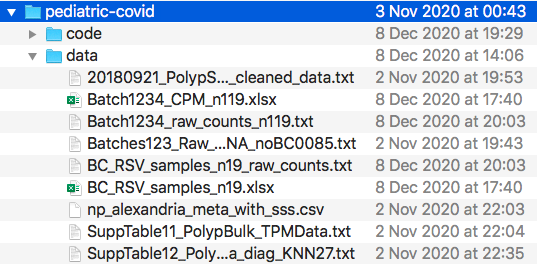 pediatric-covid 3 Nov 2020 at 00:43
code 8 Dec 2020 at 19:29
data 8 Dec 2020 at 14:06
20180921_PolypS..._cleaned_data.txt 2 Nov 2020 at 19:53
Batch1234_CPM_n119.xlsx 8 Dec 2020 at 17:40
Batch1234_raw_counts_n119.txt 8 Dec 2020 at 20:03
Batches123_Raw_...NA_noBC0085.txt 2 Nov 2020 at 19:43
BC_RSV_samples_n19_raw_counts.txt 8 Dec 2020 at 20:03
BC_RSV_samples_n19.xlsx 8 Dec 2020 at 17:40
np_alexandria_meta_with_sss.csv 2 Nov 2020 at 22:03
SuppTable11_PolypBulk_TPMData.txt 2 Nov 2020 at 22:04
SuppTable12_Poly...a_diag_KNN27.txt 2 Nov 2020 at 22:35